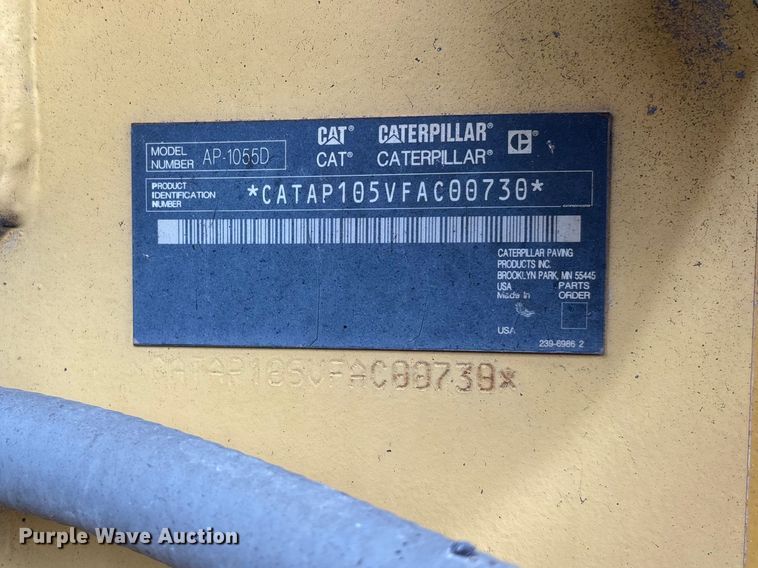 MODEL NUMBER AP-1055D
CAT® CATERPILLAR® ®
CAT® CATERPILLAR®
PRODUCT IDENTIFICATION NUMBER *CATAP105VFAC00730*
CATERPILLAR PAVING
PRODUCTS INC.
BROOKLYN PARK, MN 55445
USA
Made In
USA
PARTS
ORDER
239-6986 2
CATAP105VFAC00730*
Purple Wave Auction